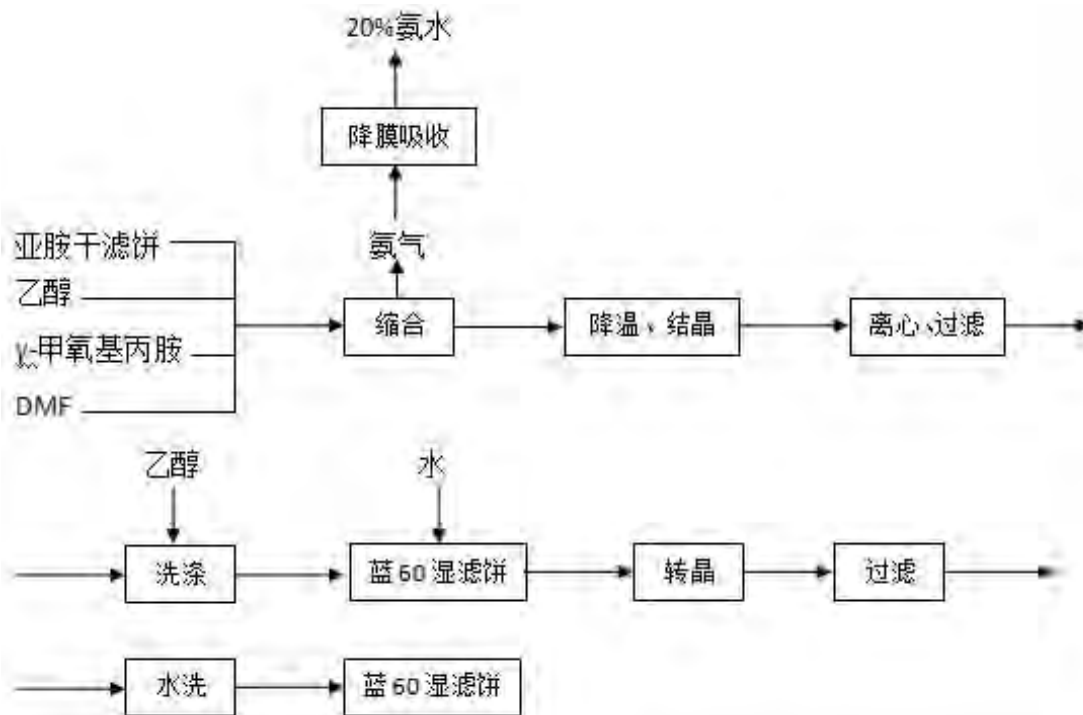 20%氨水
降膜吸收
亚胺干滤饼
氨气
乙醇
缩合
降温、结晶
离心、过滤
γ-甲氧基丙胺
DMF
乙醇
水
洗涤
蓝60湿滤饼
转晶
过滤
水洗
蓝60湿滤饼